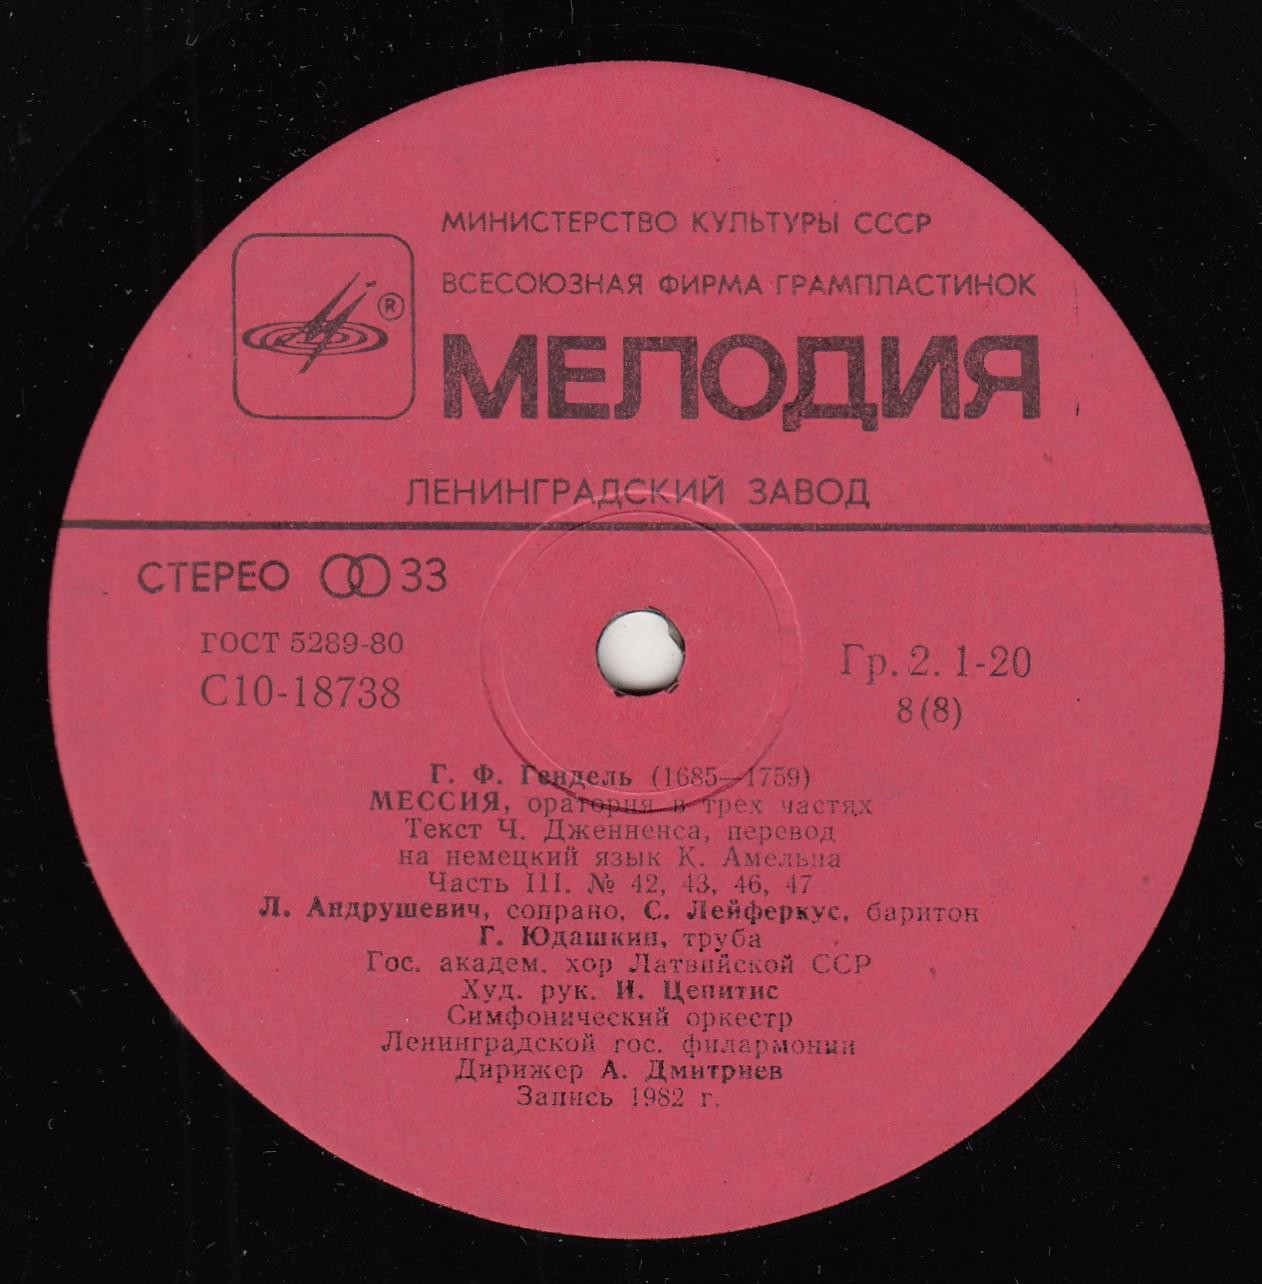 МИНИСТЕРСТВО КУЛЬТУРЫ СССР
ВСЕСОЮЗНАЯ ФИРМА ГРАМПЛАСТИНОК
®
МЕЛОДИЯ
ЛЕНИНГРАДСКИЙ ЗАВОД
СТЕРЕО 33
ГОСТ 5289-80
С10-18738
Гр. 2. 1-20
8(8)
Г. Ф. Гендель (1685—1759)
МЕССИЯ, оратория в трех частях
Текст Ч. Дженненса, перевод
на немецкий язык К. Амельна
Часть III. № 42, 43, 46, 47
Л. Андрушевич, сопрано, С. Лейферкус, баритон
Г. Юдашкин, труба
Гос. академ. хор Латвийской ССР
Худ. рук. И. Цепитис
Симфонический оркестр
Ленинградской гос. филармонии
Дирижер А. Дмитриев
Запись 1982 г.